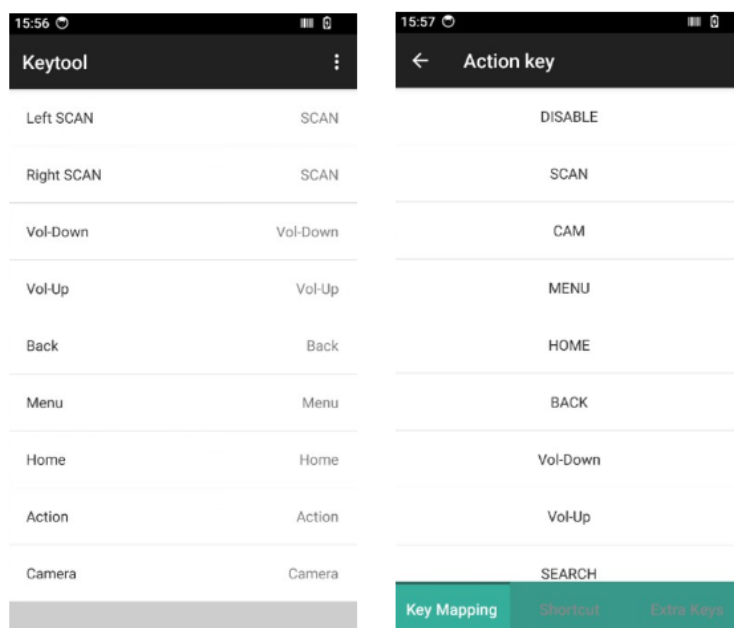 15:56
Keytool
Left SCAN SCAN
Right SCAN SCAN
Vol-Down Vol-Down
Vol-Up Vol-Up
Back Back
Menu Menu
Home Home
Action Action
Camera Camera
15:57
Action key
DISABLE
SCAN
CAM
MENU
HOME
BACK
Vol-Down
Vol-Up
SEARCH
Key Mapping Shortcut Extra Keys